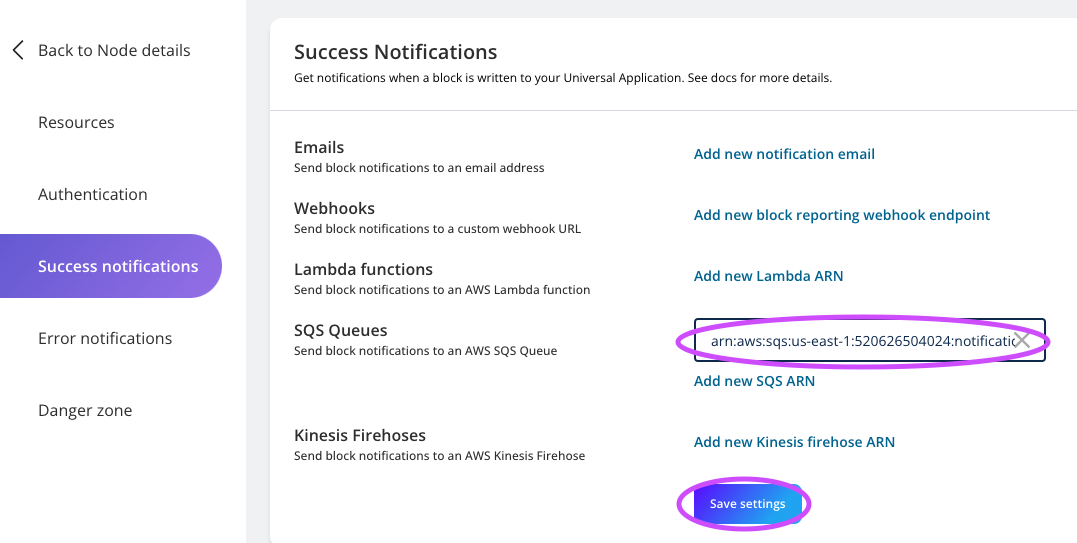 Back to Node details
Resources
Authentication
Success notifications
Error notifications
Danger zone
Success Notifications
Get notifications when a block is written to your Universal Application. See docs for more details.
Emails
Send block notifications to an email address
Add new notification email
Webhooks
Send block notifications to a custom webhook URL
Add new block reporting webhook endpoint
Lambda functions
Send block notifications to an AWS Lambda function
Add new Lambda ARN
SQS Queues
Send block notifications to an AWS SQS Queue
arn:aws:sqs:us-east-1:520626504024:notificatio
Add new SQS ARN
Kinesis Firehoses
Send block notifications to an AWS Kinesis Firehose
Add new Kinesis firehose ARN
Save settings